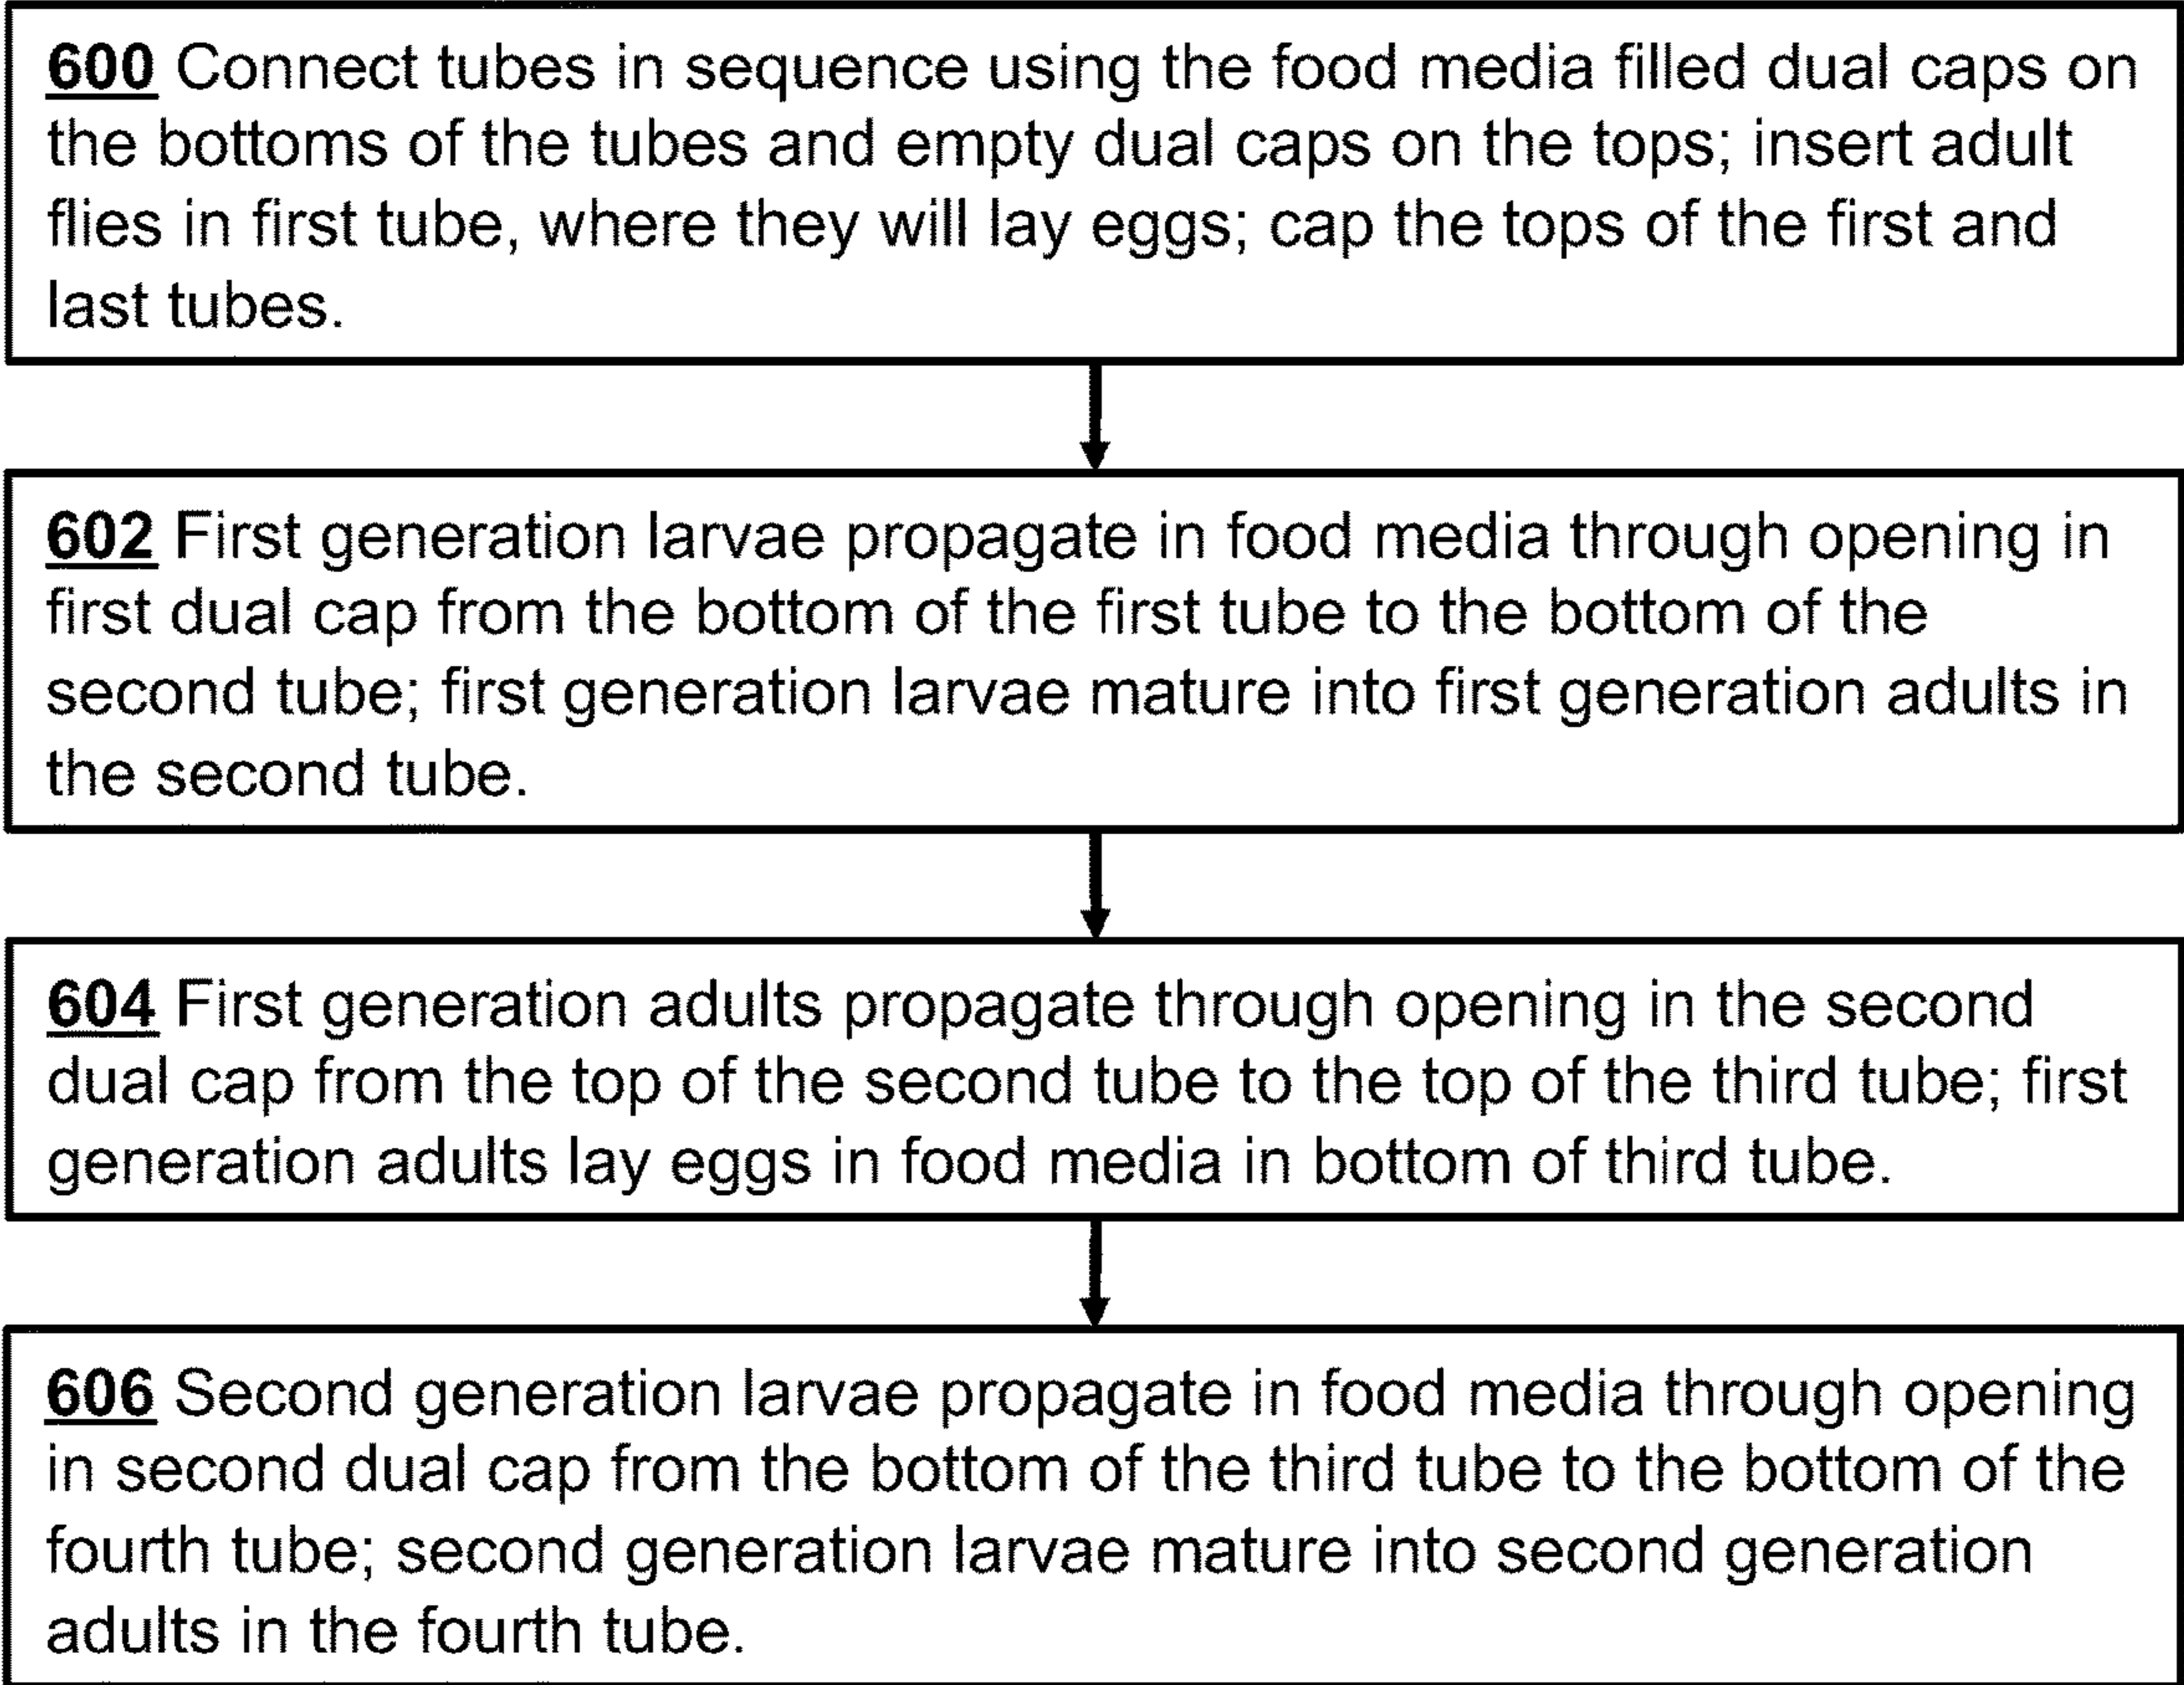 600 Connect tubes in sequence using the food media filled dual caps on
the bottoms of the tubes and empty dual caps on the tops; insert adult
flies in first tube, where they will lay eggs; cap the tops of the first and
last tubes.
602 First generation larvae propagate in food media through opening in
first dual cap from the bottom of the first tube to the bottom of the
second tube; first generation larvae mature into first generation adults in
the second tube.
604 First generation adults propagate through opening in the second
dual cap from the top of the second tube to the top of the third tube; first
generation adults lay eggs in food media in bottom of third tube.
606 Second generation larvae propagate in food media through opening
in second dual cap from the bottom of the third tube to the bottom of the
fourth tube; second generation larvae mature into second generation
adults in the fourth tube.